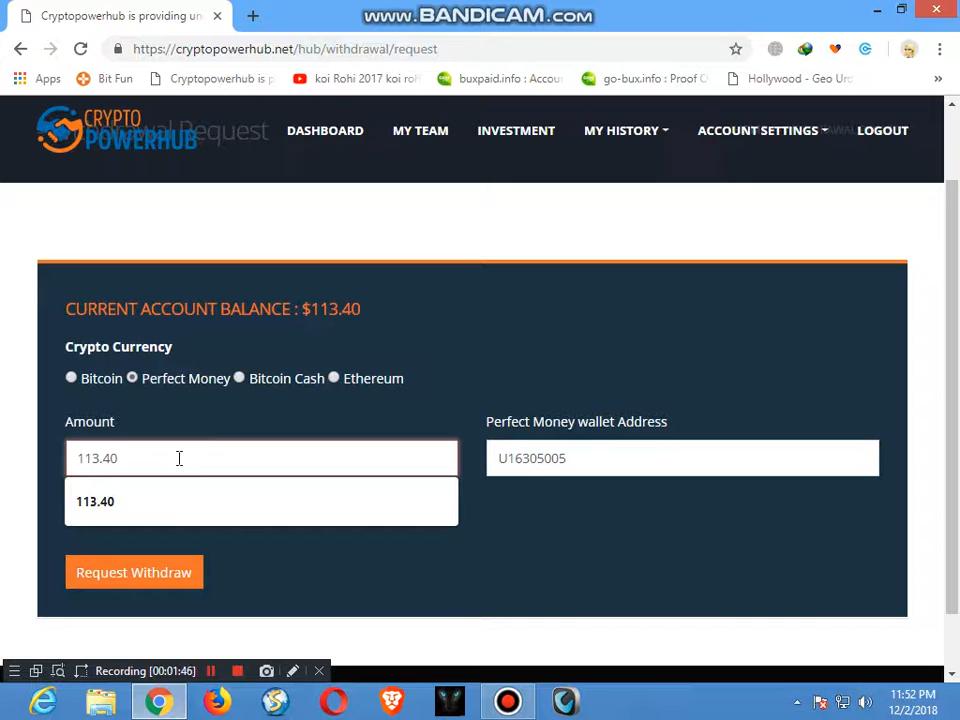 Cryptopowerhub is providing un
www.BANDICAM.com
https://cryptopowerhub.net/hub/withdrawal/request
Apps
Bit Fun
Cryptopowerhub is p
koi Rohi 2017 koi roH
buxpaid.info : Accou
go-bux.info : Proof O
Hollywood - Geo Urd
»
CRYPTO
POWERHUB
Request
DASHBOARD
MY TEAM
INVESTMENT
MY HISTORY
ACCOUNT SETTINGS
LOGOUT
CURRENT ACCOUNT BALANCE : $113.40
Crypto Currency
Bitcoin
Perfect Money
Bitcoin Cash
Ethereum
Amount
Perfect Money wallet Address
113.40
U16305005
113.40
Request Withdraw
Recording [00:01:46]
11:52 PM
12/2/2018